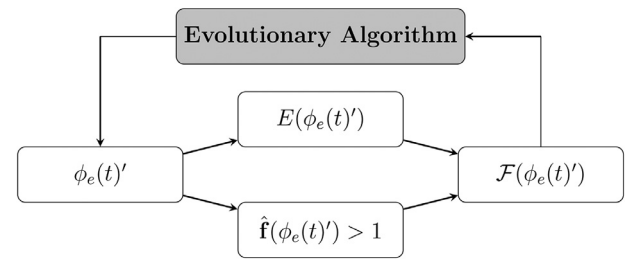 Evolutionary Algorithm
E(ϕₑ(t)′)
ϕₑ(t)′
𝓕(ϕₑ(t)′)
f̂(ϕₑ(t)′) > 1